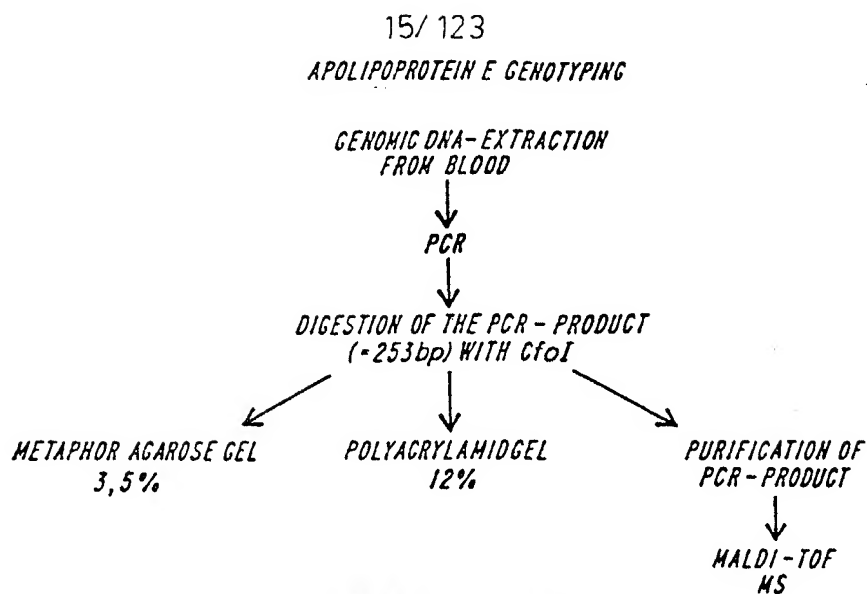 15/123
APOLIPOPROTEIN E GENOTYPING
GENOMIC DNA-EXTRACTION
FROM BLOOD
PCR
DIGESTION OF THE PCR-PRODUCT
(=253bp) WITH CfoI
METAPHOR AGAROSE GEL
3,5%
POLYACRYLAMIDGEL
12%
PURIFICATION OF
PCR-PRODUCT
MALDI-TOF
MS